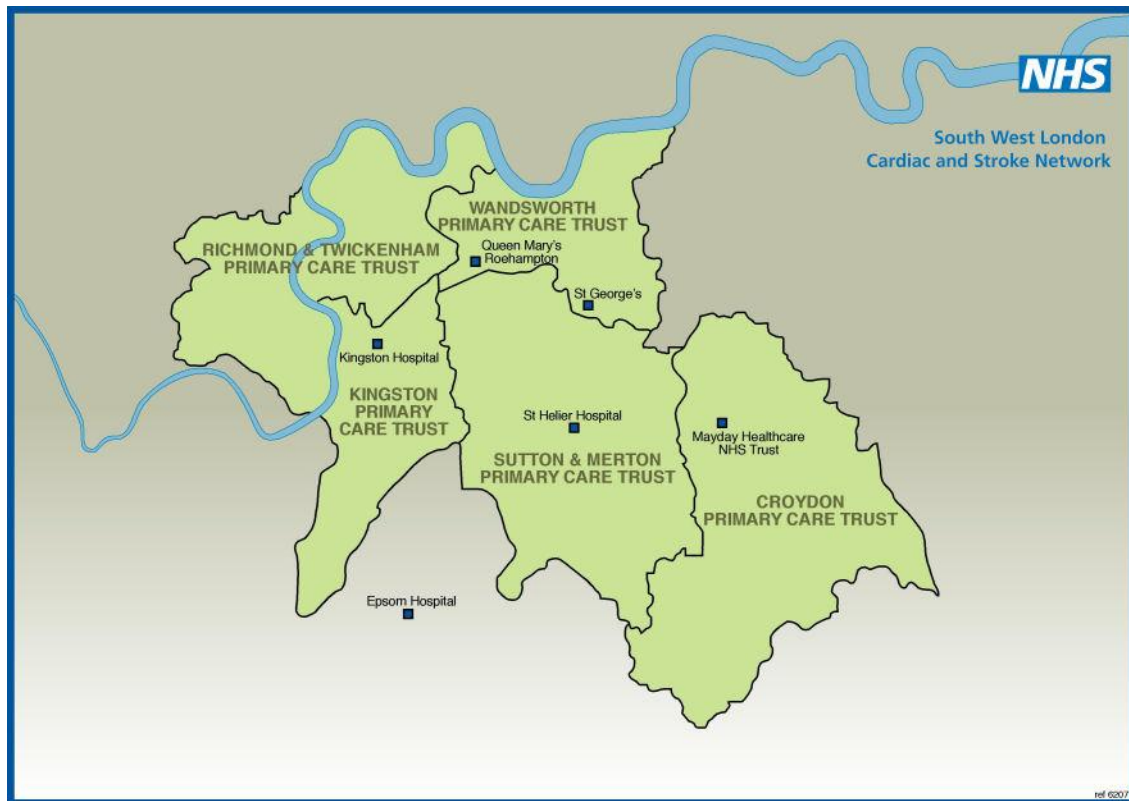 NHS
South West London
Cardiac and Stroke Network
WANDSWORTH
PRIMARY CARE TRUST
Queen Mary's
Roehampton
RICHMOND & TWICKENHAM
PRIMARY CARE TRUST
St George's
Kingston Hospital
KINGSTON
PRIMARY
CARE TRUST
St Helier Hospital
Mayday Healthcare
NHS Trust
SUTTON & MERTON
PRIMARY CARE TRUST
CROYDON
PRIMARY CARE TRUST
Epsom Hospital
ref 6207